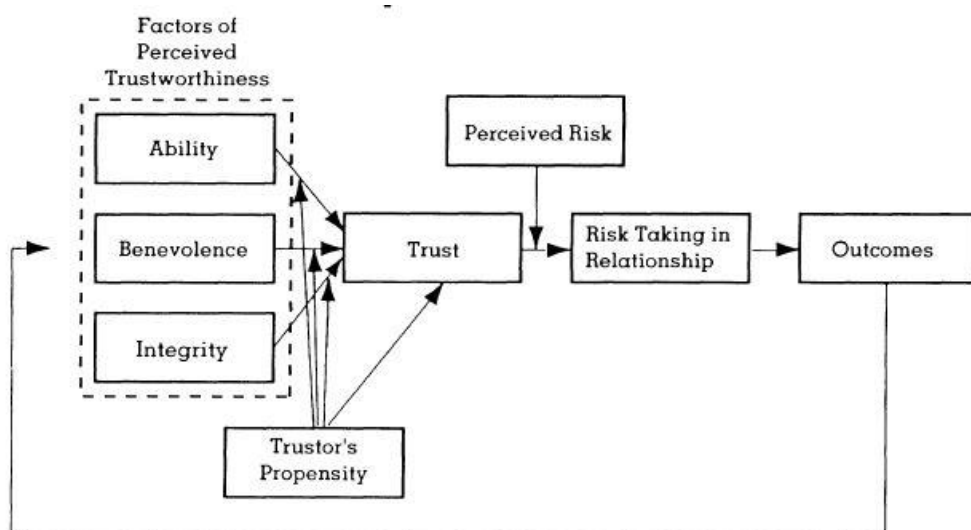 Factors of
Perceived
Trustworthiness
Ability
Benevolence
Integrity
Trustor's
Propensity
Trust
Perceived Risk
Risk Taking in
Relationship
Outcomes